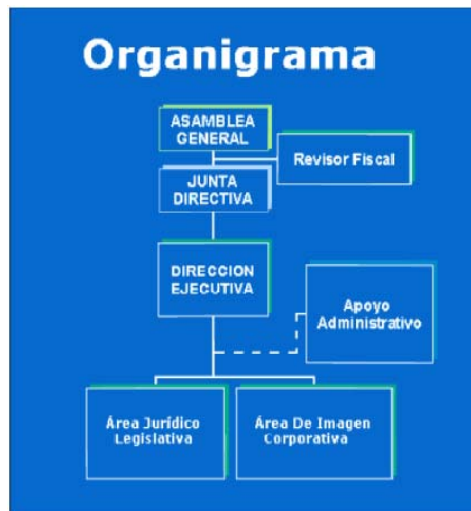 Organigrama
ASAMBLEA
GENERAL
Revisor Fiscal
JUNTA
DIRECTIVA
DIRECCION
EJECUTIVA
Apoyo
Administrativo
Área Jurídico
Legislativa
Área De Imagen
Corporativa